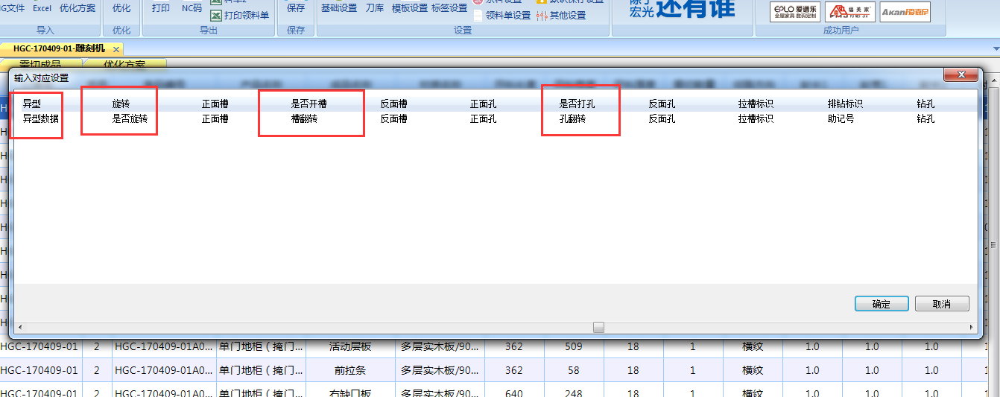 陈小
IG文件 Excel 优化方案 优化 打印 NC码 料单2 保存 基础设置 刀库 模板设置 标签设置 宏光 还有谁
打印领料单 领料单设置 其他设置
EPLO 爱谱乐 全屋家具 数码定制 福美家 FU MEI JIA Akani
导入 优化 导出 保存 设置 成功用户
HGC-170409-01-雕刻机
需切成品 优化方案
输入对应设置
异型 旋转 正面槽 是否开槽 反面槽 正面孔 是否打孔 反面孔 拉槽标识 排钻标识 钻孔
异型数据 是否旋转 正面槽 槽翻转 反面槽 正面孔 孔翻转 反面孔 拉槽标识 助记号 钻孔
确定 取消
HGC-170409-01 2 HGC-170409-01A0... 单门地柜（掩门... 活动层板 多层实木板/90... 362 509 18 1 横纹 1.0 1.0 1.0
HGC-170409-01 2 HGC-170409-01A0... 单门地柜（掩门... 前拉条 多层实木板/90... 362 58 18 1 横纹 1.0 1.0 1.0
HGC-170409-01 2 HGC-170409-01A0... 单门地柜（掩门... 右缺口板 多层实木板/90... 640 248 18 1 横纹 1.0 1.0 1.0